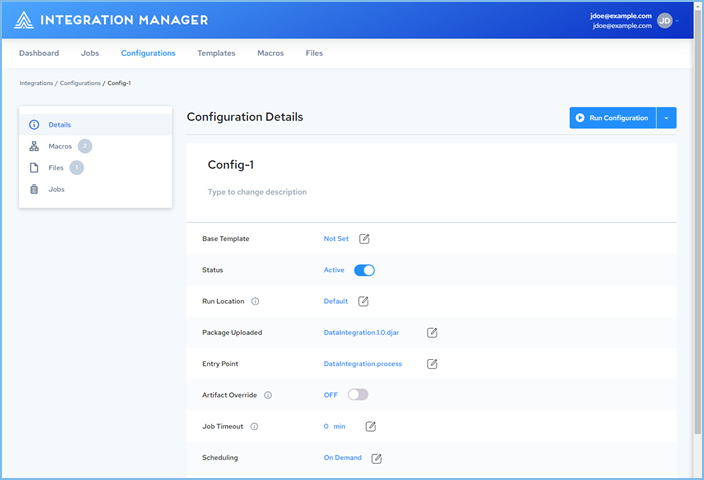 INTEGRATION MANAGER
jdoe@example.com
jdoe@example.com
JD
Dashboard Jobs Configurations Templates Macros Files
Integrations / Configurations / Config-1
Details
Macros 2
Files 1
Jobs
Configuration Details
Run Configuration
Config-1
Type to change description
Base Template Not Set
Status Active
Run Location Default
Package Uploaded DataIntegration.1.0.djar
Entry Point DataIntegration.process
Artifact Override OFF
Job Timeout 0 min
Scheduling On Demand